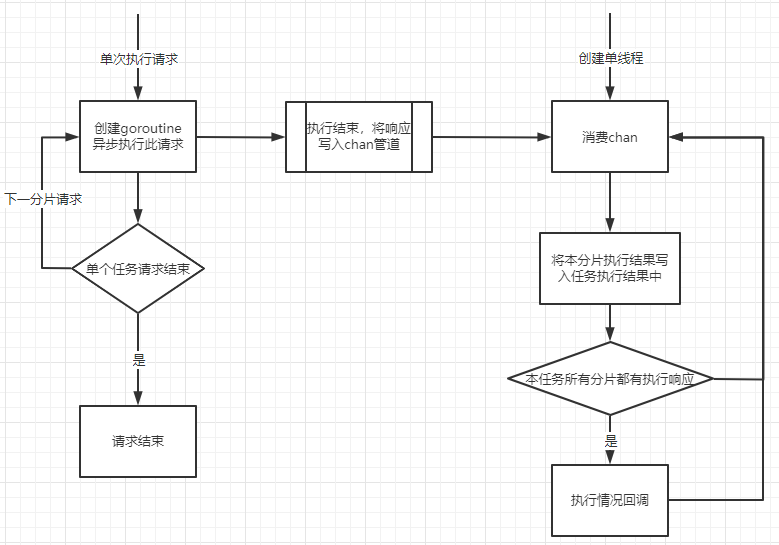 单次执行请求
创建单线程
创建goroutine
异步执行此请求
执行结束，将响应
写入chan管道
消费chan
下一分片请求
单个任务请求结束
将本分片执行结果写
入任务执行结果中
是
本任务所有分片都有执行响应
请求结束
是
执行情况回调